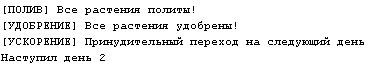 [ПОЛИВ] Все растения политы!
[УДОБРЕНИЕ] Все растения удобрены!
[УСКОРЕНИЕ] Принудительный переход на следующий день
Наступил день 2